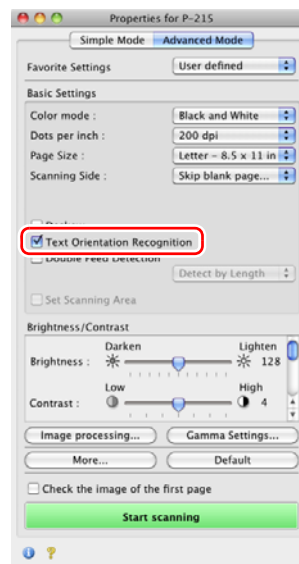 Properties for P-215
Simple Mode Advanced Mode
Favorite Settings User defined
Basic Settings
Color mode : Black and White
Dots per inch : 200 dpi
Page Size : Letter - 8.5 x 11 in
Scanning Side : Skip blank page...
Text Orientation Recognition
Double Feed Detection
Detect by Length
Set Scanning Area
Brightness/Contrast
Darken Lighten
Brightness : 128
Low High
Contrast : 4
Image processing... Gamma Settings...
More... Default
Check the image of the first page
Start scanning